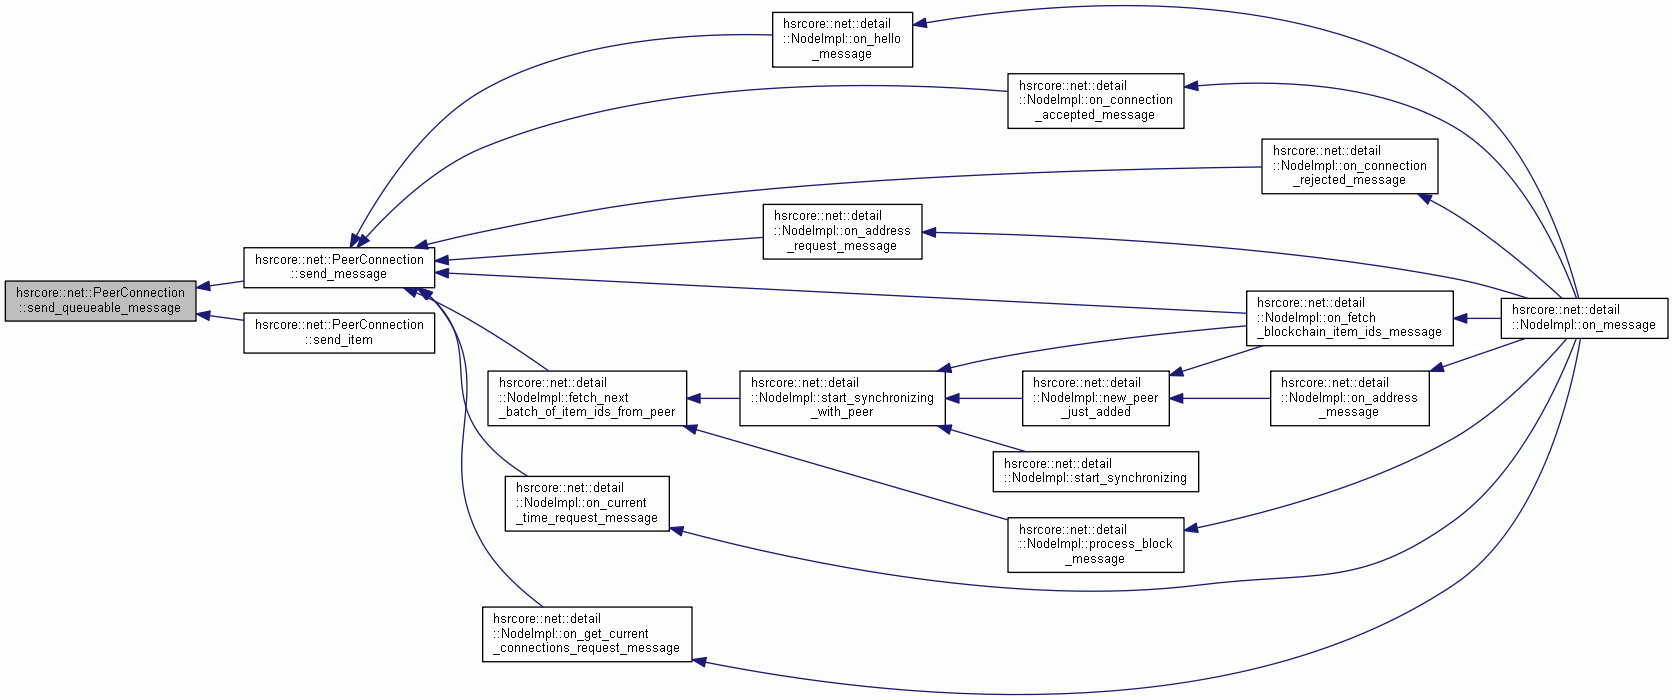 hsrcore::net::detail
::NodeImpl::on_hello
_message
hsrcore::net::detail
::NodeImpl::on_connection
_accepted_message
hsrcore::net::detail
::NodeImpl::on_connection
_rejected_message
hsrcore::net::detail
::NodeImpl::on_address
_request_message
hsrcore::net::PeerConnection
::send_message
hsrcore::net::PeerConnection
::send_queueable_message
hsrcore::net::PeerConnection
::send_item
hsrcore::net::detail
::NodeImpl::on_fetch
_blockchain_item_ids_message
hsrcore::net::detail
::NodeImpl::on_message
hsrcore::net::detail
::NodeImpl::fetch_next
_batch_of_item_ids_from_peer
hsrcore::net::detail
::NodeImpl::start_synchronizing
_with_peer
hsrcore::net::detail
::NodeImpl::new_peer
_just_added
hsrcore::net::detail
::NodeImpl::on_address
_message
hsrcore::net::detail
::NodeImpl::start_synchronizing
hsrcore::net::detail
::NodeImpl::on_current
_time_request_message
hsrcore::net::detail
::NodeImpl::process_block
_message
hsrcore::net::detail
::NodeImpl::on_get_current
_connections_request_message